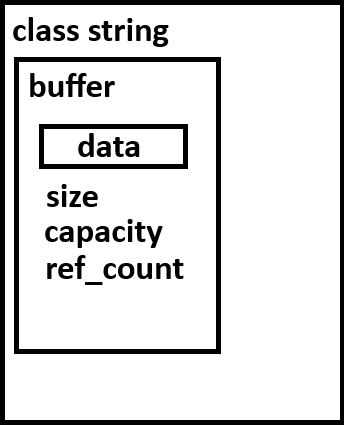 class string
buffer
data
size
capacity
ref_count